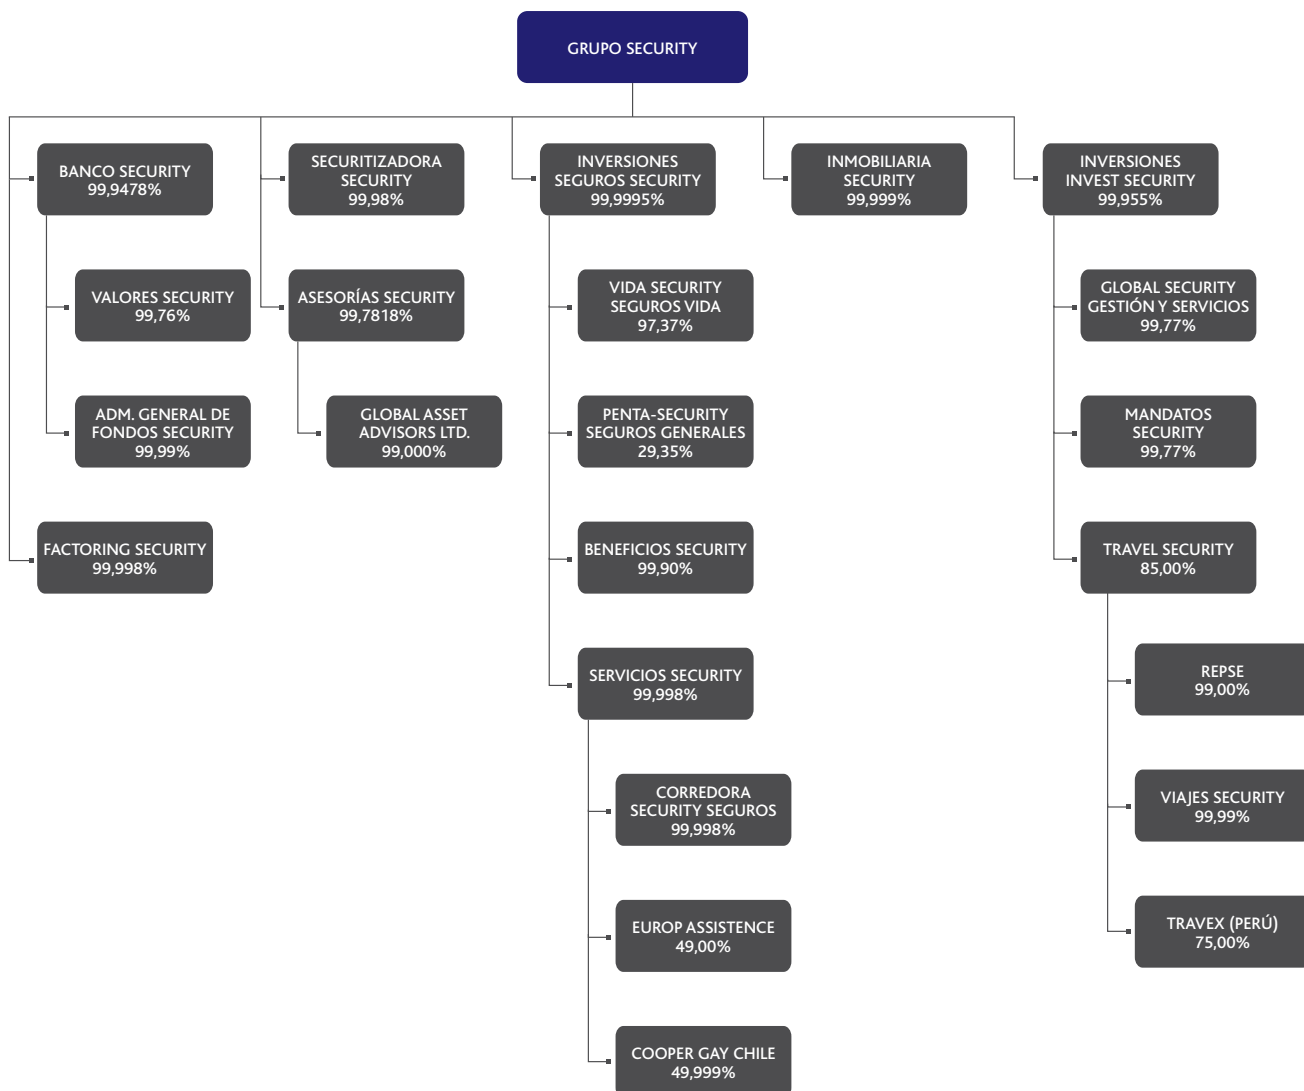 GRUPO SECURITY
BANCO SECURITY
99,9478%
VALORES SECURITY
99,76%
ADM. GENERAL DE
FONDOS SECURITY
99,99%
FACTORING SECURITY
99,998%
SECURITIZADORA
SECURITY
99,98%
ASESORÍAS SECURITY
99,7818%
GLOBAL ASSET
ADVISORS LTD.
99,000%
INVERSIONES
SEGUROS SECURITY
99,9995%
VIDA SECURITY
SEGUROS VIDA
97,37%
PENTA-SECURITY
SEGUROS GENERALES
29,35%
BENEFICIOS SECURITY
99,90%
SERVICIOS SECURITY
99,998%
CORREDORA
SECURITY SEGUROS
99,998%
EUROP ASSISTENCE
49,00%
COOPER GAY CHILE
49,999%
INMOBILIARIA
SECURITY
99,999%
INVERSIONES
INVEST SECURITY
99,955%
GLOBAL SECURITY
GESTIÓN Y SERVICIOS
99,77%
MANDATOS
SECURITY
99,77%
TRAVEL SECURITY
85,00%
REPSE
99,00%
VIAJES SECURITY
99,99%
TRAVEX (PERÚ)
75,00%